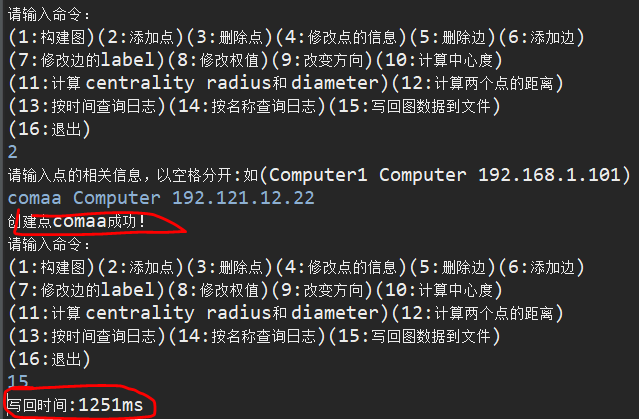 请输入命令:
(1:构建图)(2:添加点)(3:删除点)(4:修改点的信息)(5:删除边)(6:添加边)
(7:修改边的label)(8:修改权值)(9:改变方向)(10:计算中心度)
(11:计算 centrality radius和 diameter)(12:计算两个点的距离)
(13:按时间查询日志)(14:按名称查询日志)(15:写回图数据到文件)
(16:退出)
2
请输入点的相关信息，以空格分开:如(Computer1 Computer 192.168.1.101)
comaa Computer 192.121.12.22
创建点comaa成功!
请输入命令:
(1:构建图)(2:添加点)(3:删除点)(4:修改点的信息)(5:删除边)(6:添加边)
(7:修改边的label)(8:修改权值)(9:改变方向)(10:计算中心度)
(11:计算 centrality radius和 diameter)(12:计算两个点的距离)
(13:按时间查询日志)(14:按名称查询日志)(15:写回图数据到文件)
(16:退出)
15
写回时间:1251ms